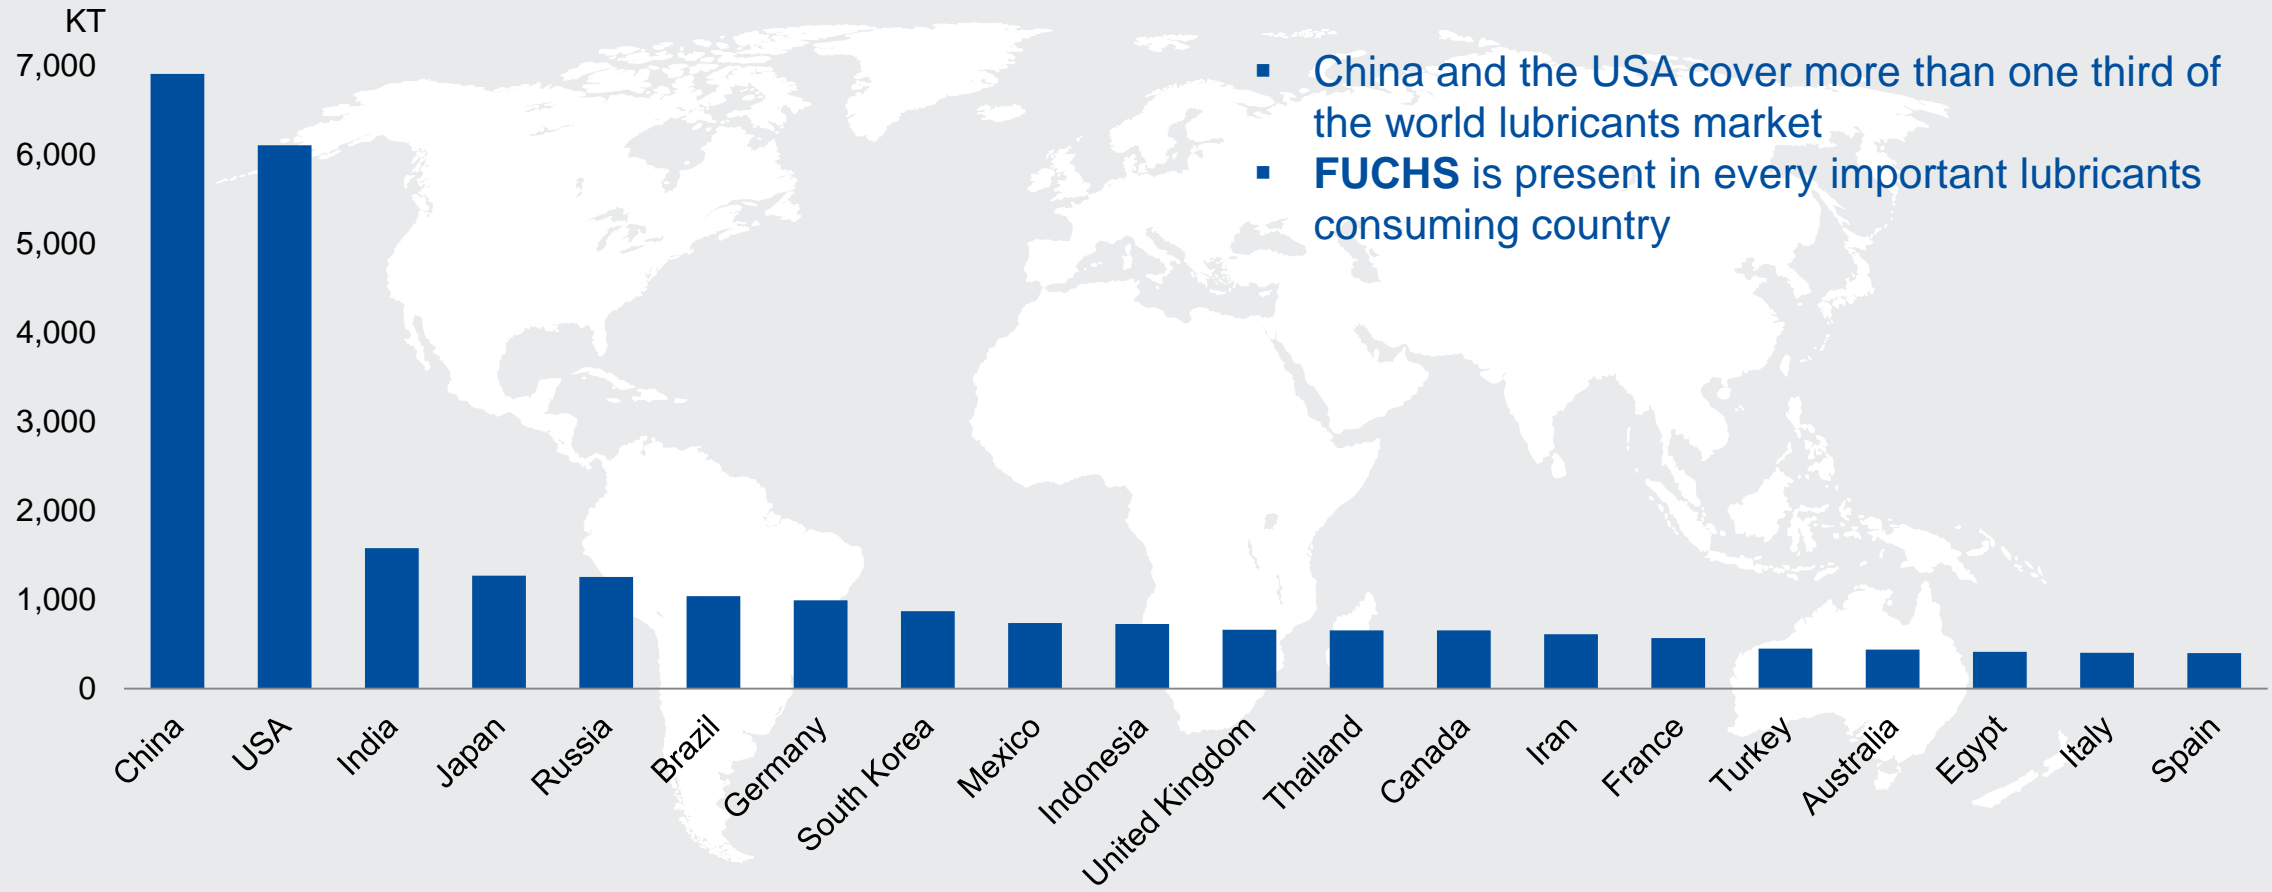 KT
7,000
6,000
5,000
4,000
3,000
2,000
1,000
0
▪ China and the USA cover more than one third of
the world lubricants market
▪ FUCHS is present in every important lubricants
consuming country
China
USA
India
Japan
Russia
Brazil
Germany
South Korea
Mexico
Indonesia
United Kingdom
Thailand
Canada
Iran
France
Turkey
Australia
Egypt
Italy
Spain